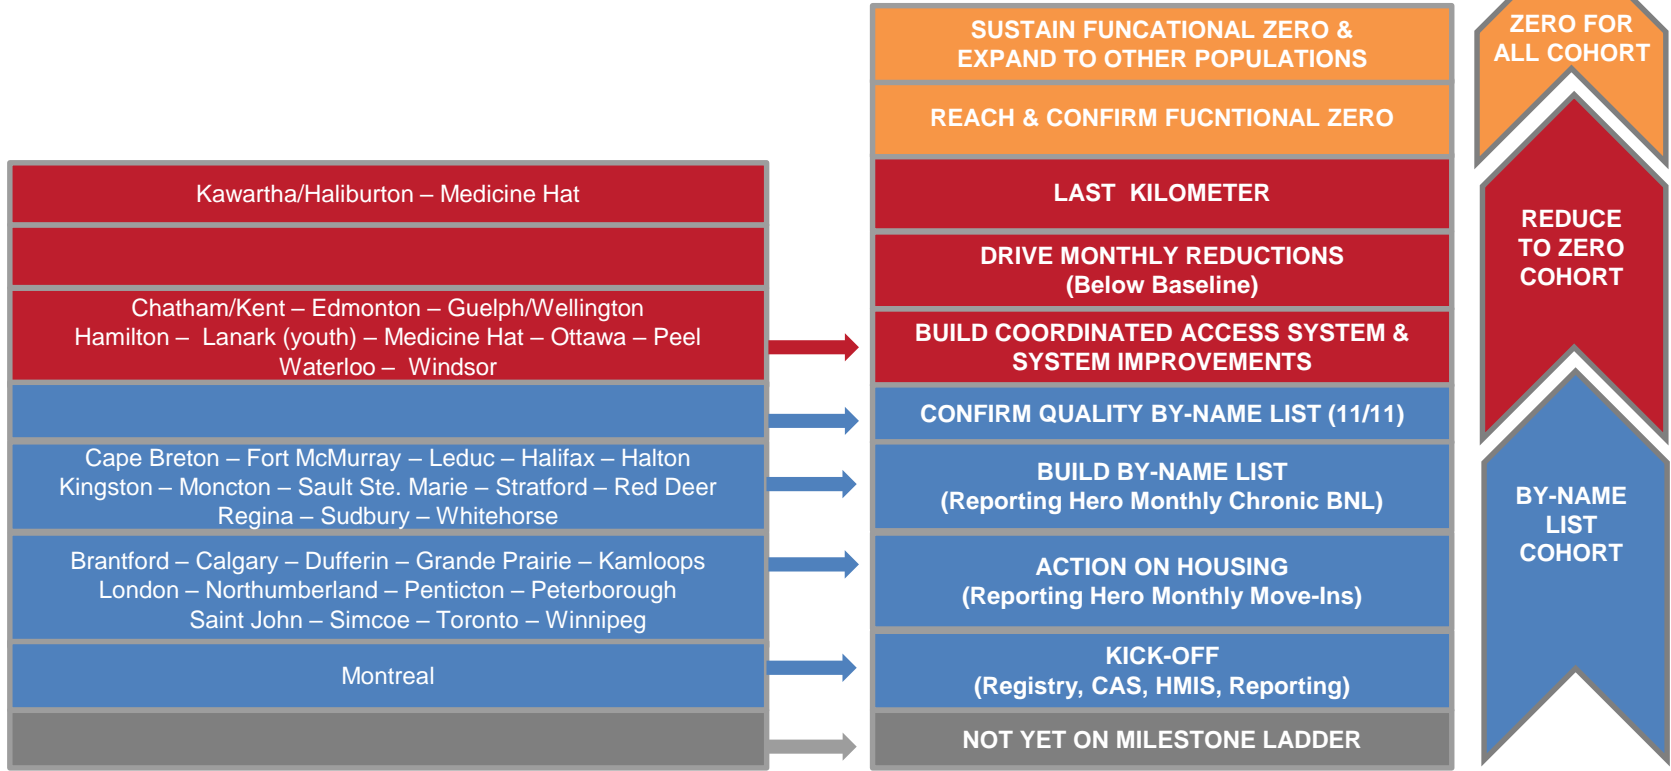 Kawartha/Haliburton – Medicine Hat
Chatham/Kent – Edmonton – Guelph/Wellington
Hamilton – Lanark (youth) – Medicine Hat – Ottawa – Peel
Waterloo – Windsor
Cape Breton – Fort McMurray – Leduc – Halifax – Halton
Kingston – Moncton – Sault Ste. Marie – Stratford – Red Deer
Regina – Sudbury – Whitehorse
Brantford – Calgary – Dufferin – Grande Prairie – Kamloops
London – Northumberland – Penticton – Peterborough
Saint John – Simcoe – Toronto – Winnipeg
Montreal
SUSTAIN FUNCATIONAL ZERO &
EXPAND TO OTHER POPULATIONS
REACH & CONFIRM FUCNTIONAL ZERO
LAST KILOMETER
DRIVE MONTHLY REDUCTIONS
(Below Baseline)
BUILD COORDINATED ACCESS SYSTEM &
SYSTEM IMPROVEMENTS
CONFIRM QUALITY BY-NAME LIST (11/11)
BUILD BY-NAME LIST
(Reporting Hero Monthly Chronic BNL)
ACTION ON HOUSING
(Reporting Hero Monthly Move-Ins)
KICK-OFF
(Registry, CAS, HMIS, Reporting)
NOT YET ON MILESTONE LADDER
ZERO FOR
ALL COHORT
REDUCE
TO ZERO
COHORT
BY-NAME
LIST
COHORT